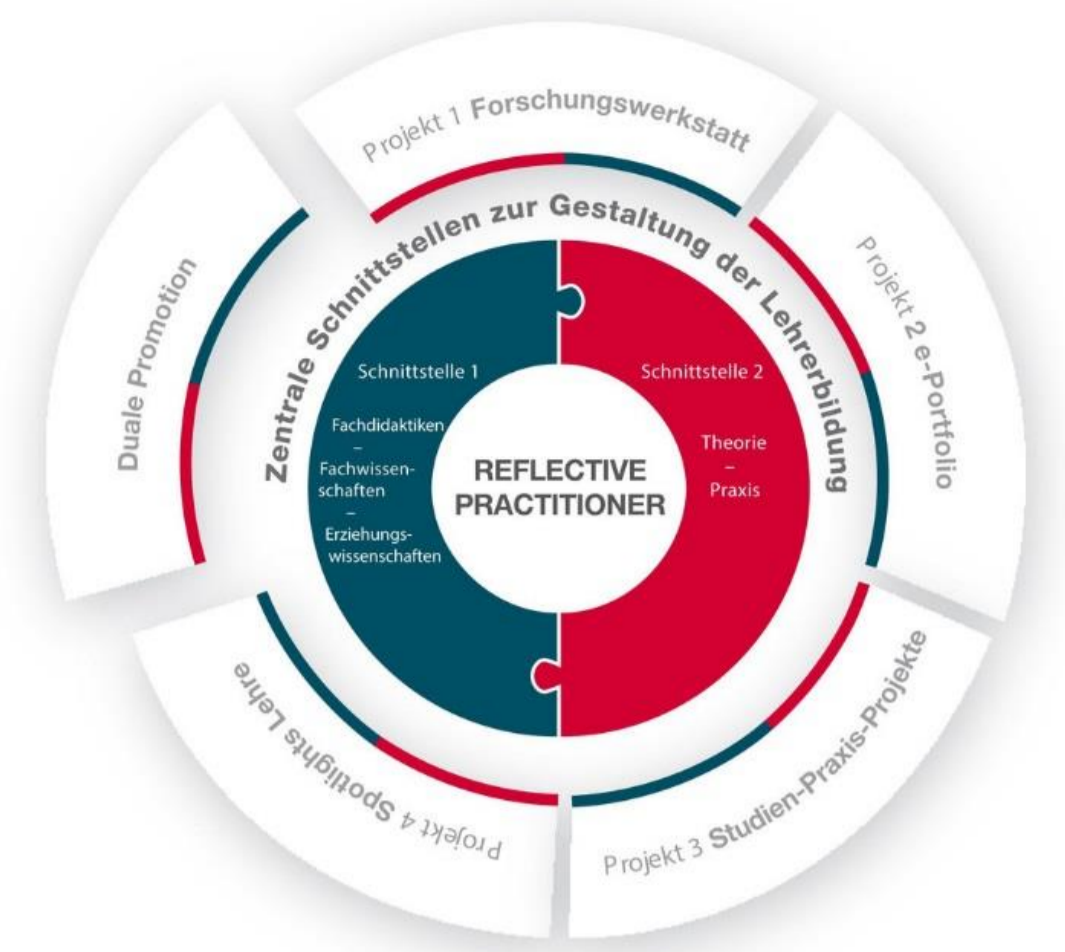 Projekt 1 Forschungswerkstatt
Projekt 2 e-Portfolio
Projekt 3 Studien-Praxis-Projekte
Projekt 4 Spotlights Lehre
Duale Promotion
Zentrale Schnittstellen zur Gestaltung der Lehrerbildung
Schnittstelle 1
Fachdidaktiken
–
Fachwissen-
schaften
–
Erziehungs-
wissenschaften
REFLECTIVE
PRACTITIONER
Schnittstelle 2
Theorie
–
Praxis